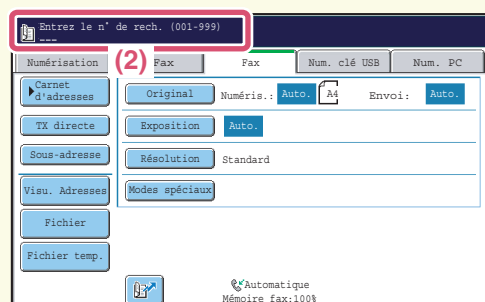 Entrez le n° de rech. (001-999)
---
(2)
Numérisation Fax Fax Num. clé USB Num. PC
Carnet
d'adresses
Original Numéris.: Auto. A4 Envoi: Auto.
TX directe
Exposition Auto.
Sous-adresse
Résolution Standard
Visu. Adresses
Modes spéciaux
Fichier
Fichier temp.
Automatique
Mémoire fax:100%